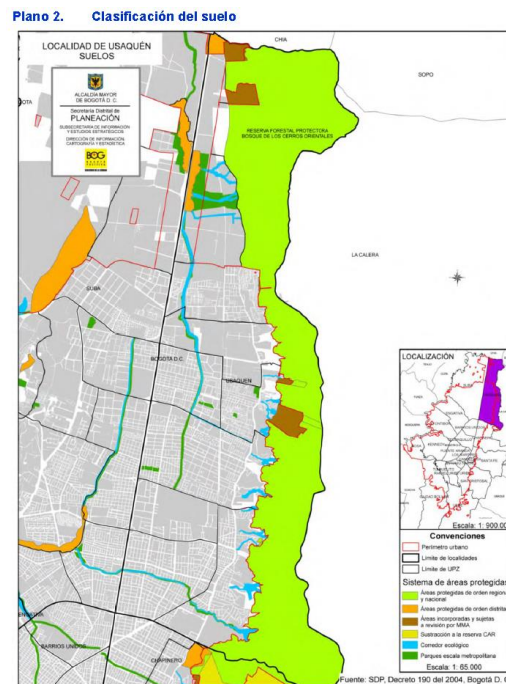 Plano 2. Clasificación del suelo
LOCALIDAD DE USAQUÉN
SUELOS
ALCALDÍA MAYOR
DE BOGOTÁ D. C.
Secretaría Distrital de
PLANEACIÓN
SUBSECRETARÍA DE INFORMACIÓN
Y ESTUDIOS ESTRATÉGICOS
DIRECCIÓN DE INFORMACIÓN
CARTOGRAFÍA Y ESTADÍSTICA
CHIA
SOPO
RESERVA FORESTAL PROTECTORA
BOSQUE DE LOS CERROS ORIENTALES
LA CALERA
SUBA
BOGOTÁ D.C.
USAQUEN
BARRIOS UNIDOS
CHAPINERO
LOCALIZACIÓN
Escala: 1: 900.00
Convenciones
Perímetro urbano
Límite de localidades
Límite de UPZ
Sistema de áreas protegidas
Áreas protegidas de orden region
y nacional
Áreas protegidas de orden distrita
Áreas incorporadas y sujetas
a revisión por MMA
Sustracción a la reserva CAR
Corredor ecológico
Parques escala metropolitana
Escala: 1: 65.000
Fuente: SDP, Decreto 190 del 2004, Bogotá D. C